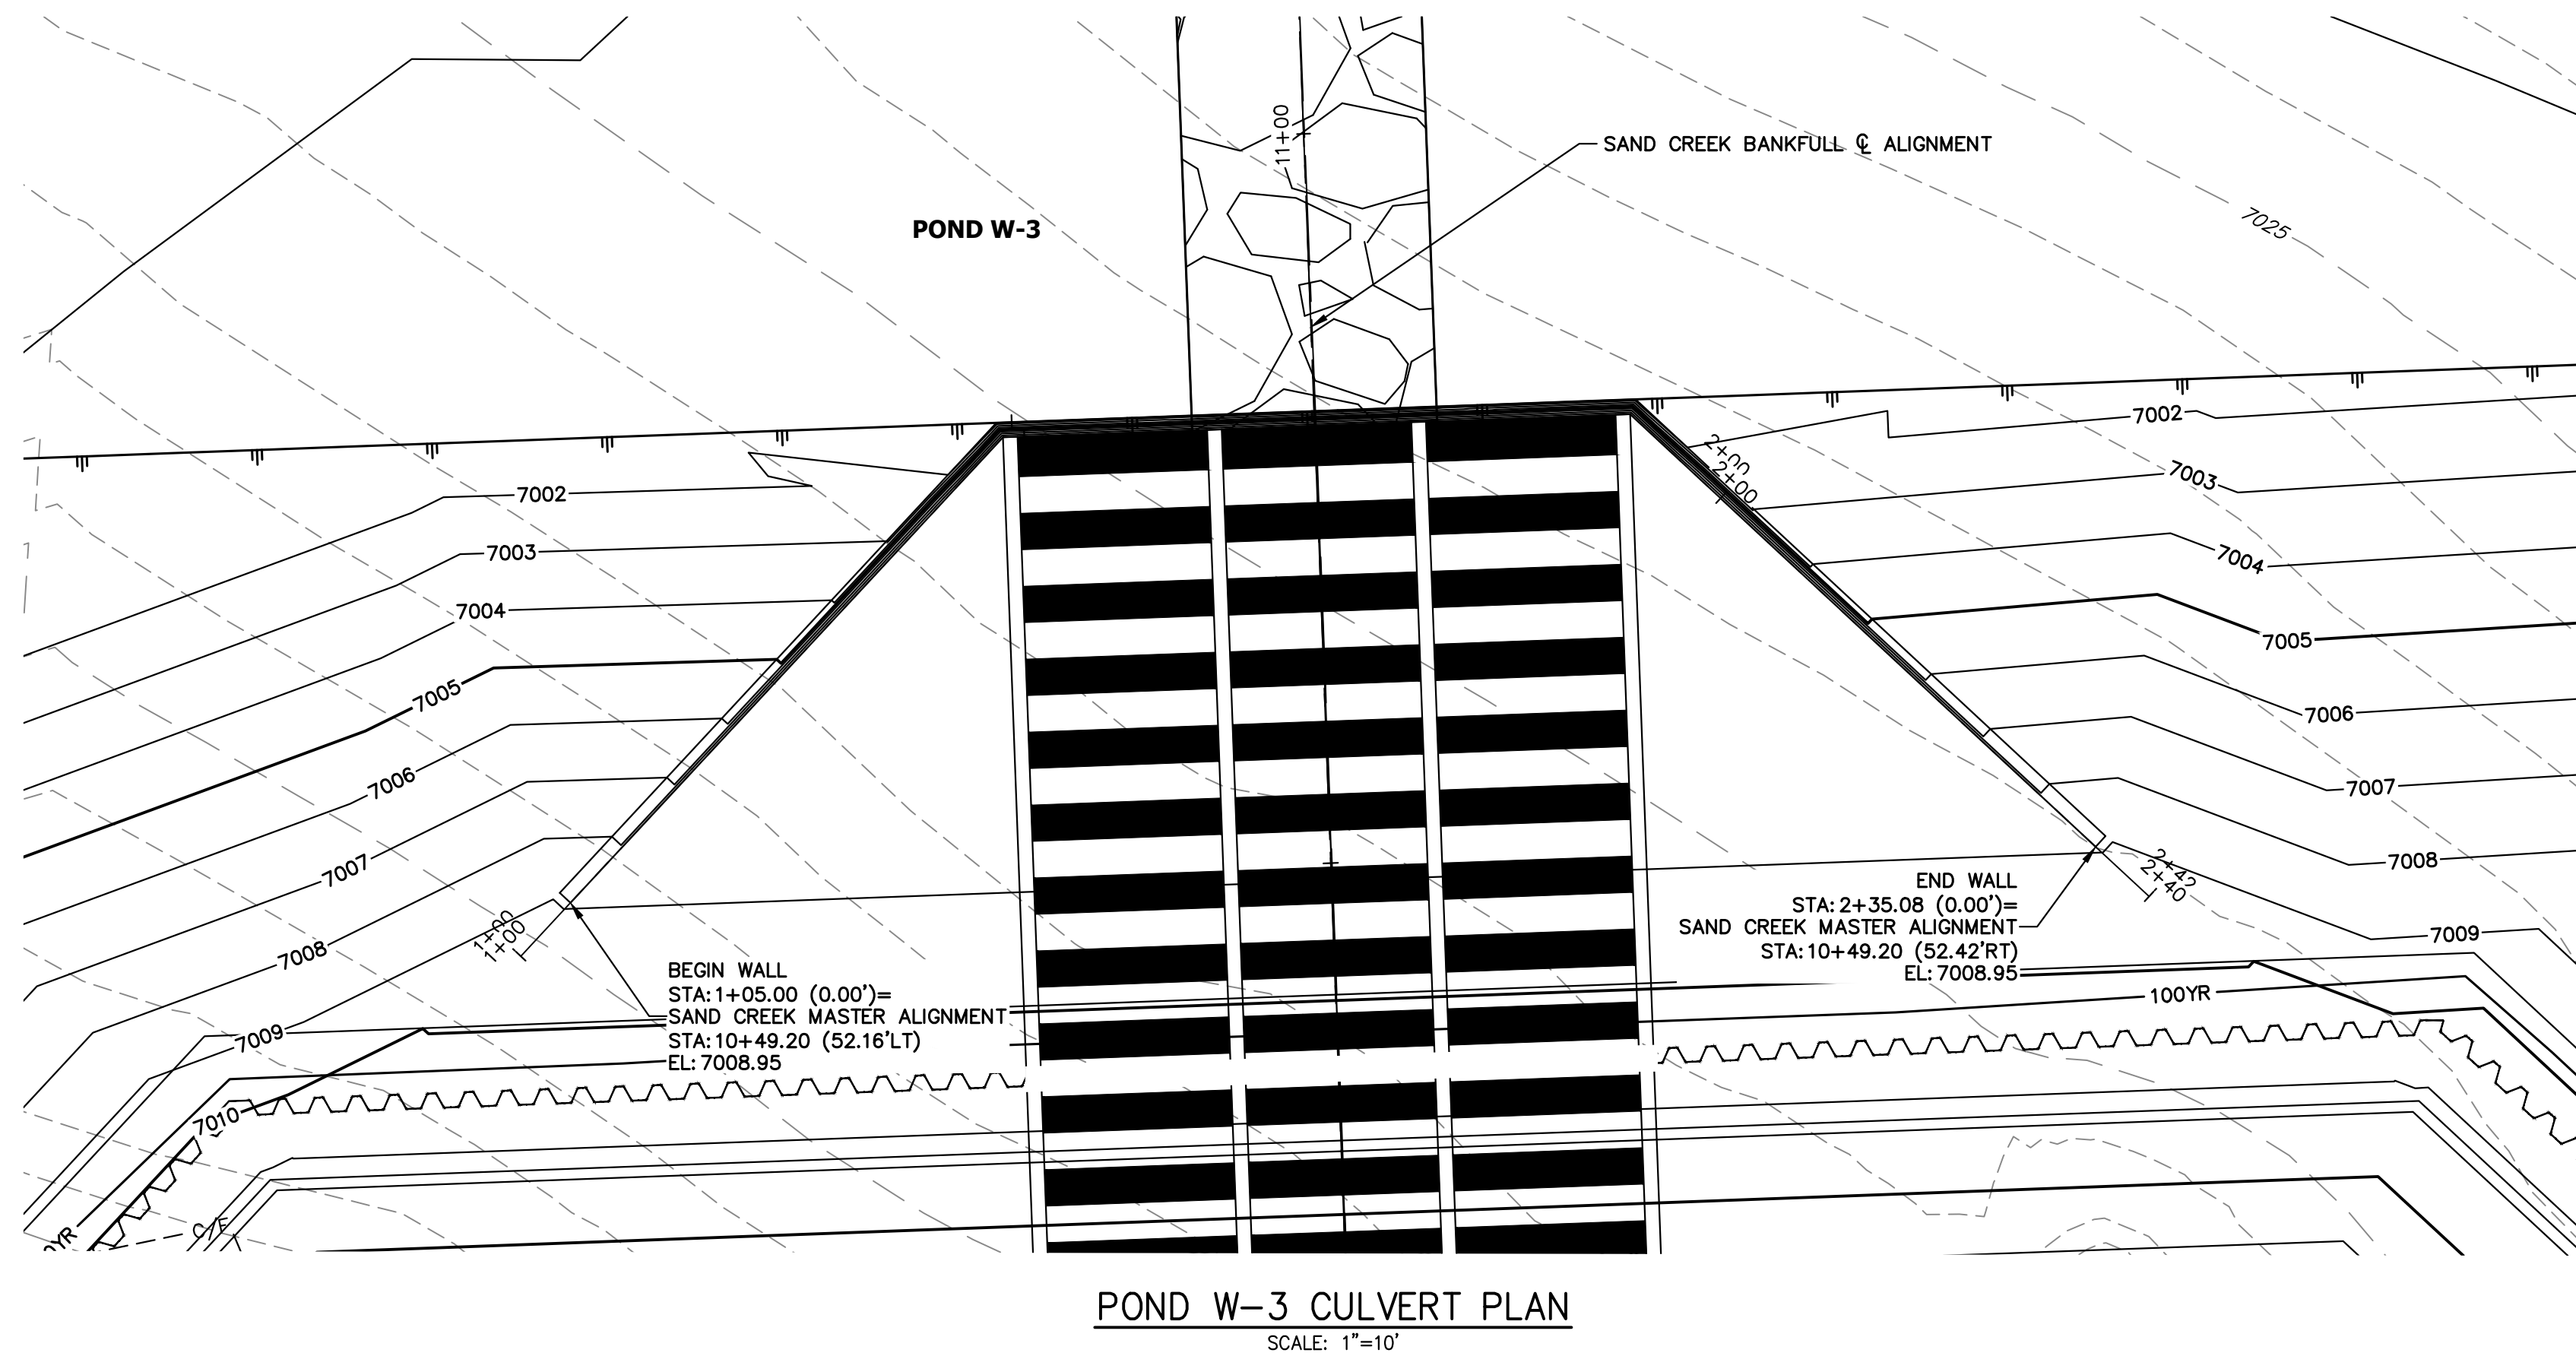 11+00
SAND CREEK BANKFULL ℄ ALIGNMENT
POND W-3
7025
7002
7002
2+00
2+00
7003
7003
7004
7004
7005
7005
7006
7006
7007
7007
7008
7008
7009
7009
1+00
1+00
2+42
2+40
END WALL
STA: 2+35.08 (0.00')=
SAND CREEK MASTER ALIGNMENT
STA: 10+49.20 (52.42'RT)
EL: 7008.95
BEGIN WALL
STA: 1+05.00 (0.00')=
SAND CREEK MASTER ALIGNMENT
STA: 10+49.20 (52.16'LT)
EL: 7008.95
100YR
7010
0YR
POND W-3 CULVERT PLAN
SCALE: 1"=10'